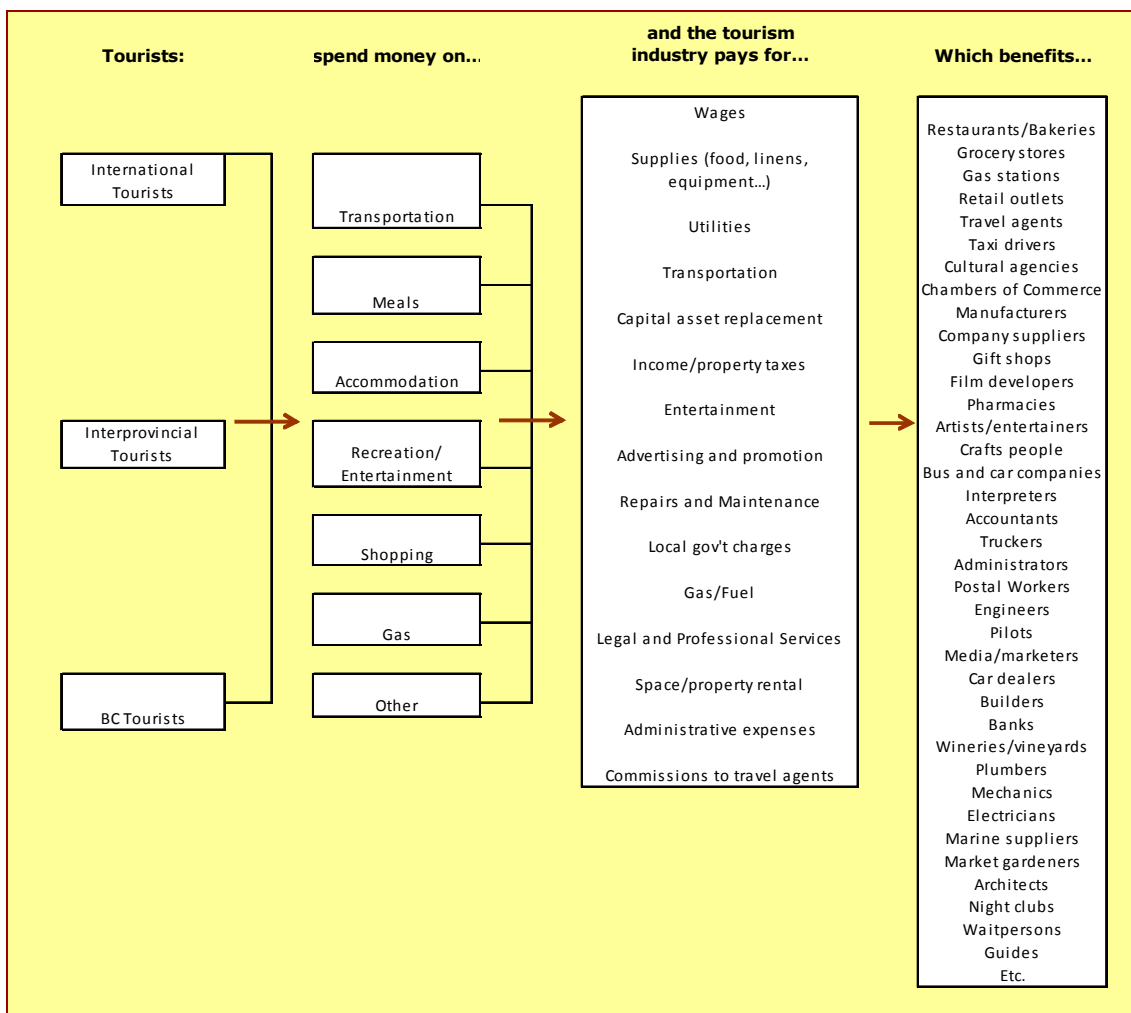 Tourists:
spend money on...
and the tourism
industry pays for...
Which benefits...
International
Tourists
Interprovincial
Tourists
BC Tourists
Transportation
Meals
Accommodation
Recreation/
Entertainment
Shopping
Gas
Other
Wages
Supplies (food, linens,
equipment…)
Utilities
Transportation
Capital asset replacement
Income/property taxes
Entertainment
Advertising and promotion
Repairs and Maintenance
Local gov't charges
Gas/Fuel
Legal and Professional Services
Space/property rental
Administrative expenses
Commissions to travel agents
Restaurants/Bakeries
Grocery stores
Gas stations
Retail outlets
Travel agents
Taxi drivers
Cultural agencies
Chambers of Commerce
Manufacturers
Company suppliers
Gift shops
Film developers
Pharmacies
Artists/entertainers
Crafts people
Bus and car companies
Interpreters
Accountants
Truckers
Administrators
Postal Workers
Engineers
Pilots
Media/marketers
Car dealers
Builders
Banks
Wineries/vineyards
Plumbers
Mechanics
Electricians
Marine suppliers
Market gardeners
Architects
Night clubs
Waitpersons
Guides
Etc.